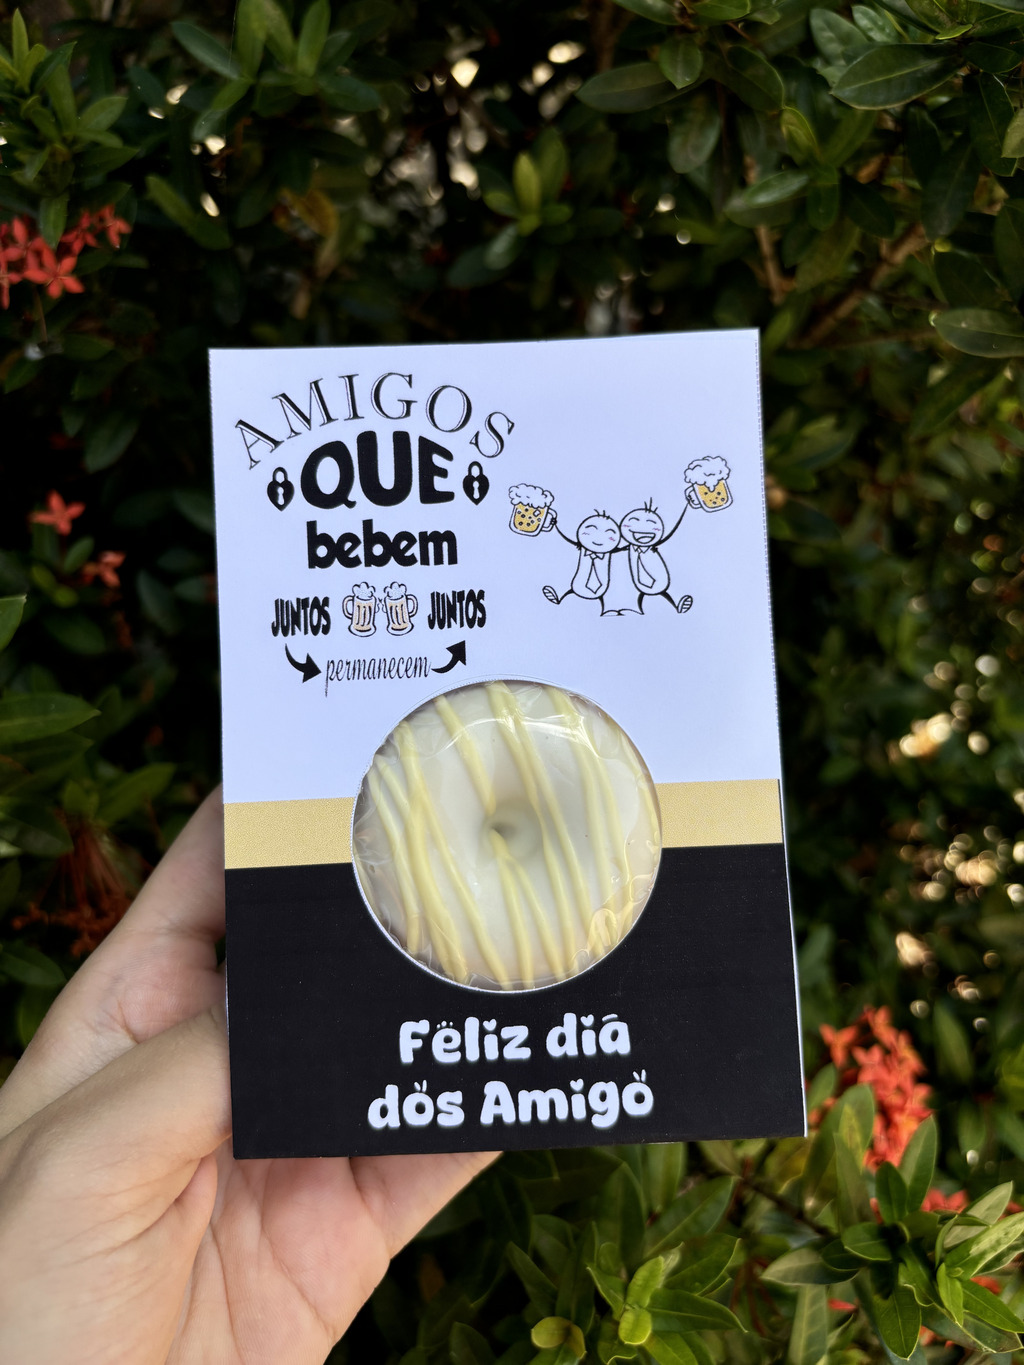 AMIGOS
QUE
bebem
JUNTOS JUNTOS
permanecem
Feliz dia
dos Amigo